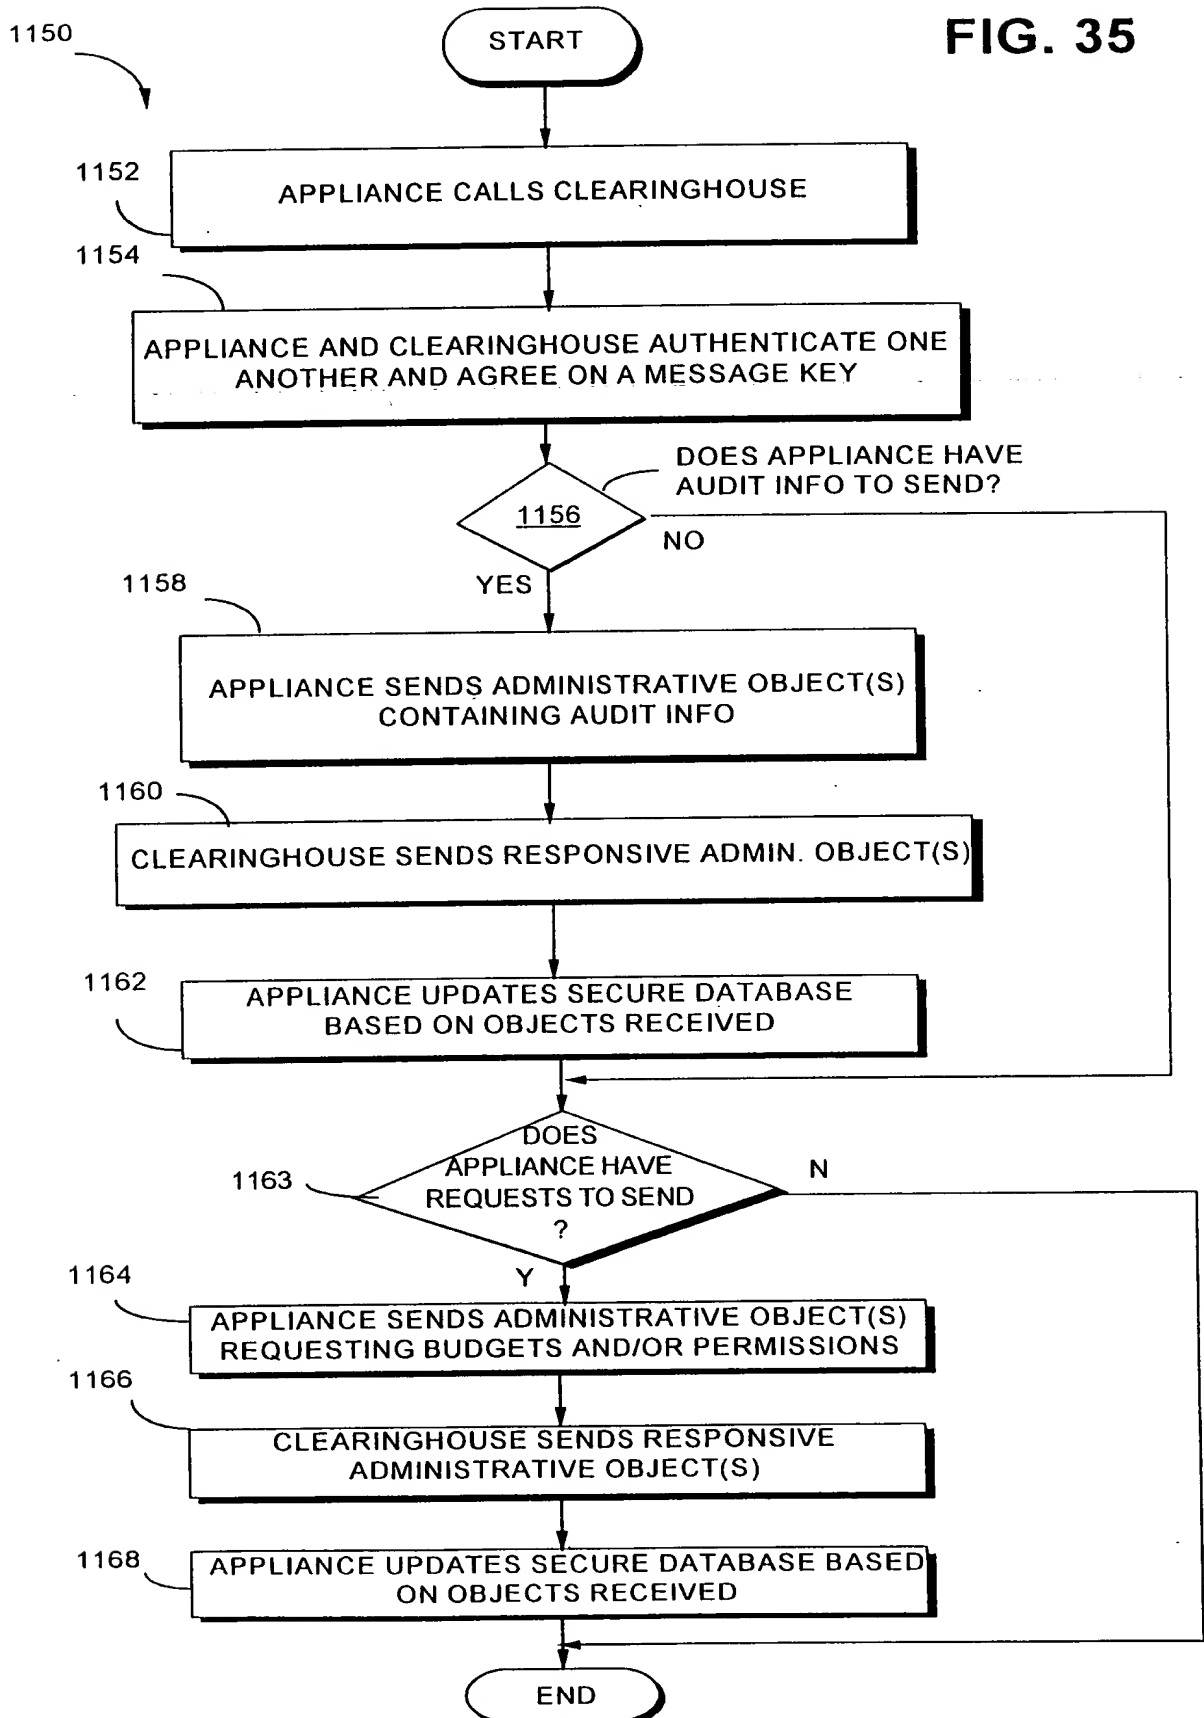 FIG. 35
1150
START
1152
APPLIANCE CALLS CLEARINGHOUSE
1154
APPLIANCE AND CLEARINGHOUSE AUTHENTICATE ONE
ANOTHER AND AGREE ON A MESSAGE KEY
DOES APPLIANCE HAVE
AUDIT INFO TO SEND?
1156
NO
YES
1158
APPLIANCE SENDS ADMINISTRATIVE OBJECT(S)
CONTAINING AUDIT INFO
1160
CLEARINGHOUSE SENDS RESPONSIVE ADMIN. OBJECT(S)
1162
APPLIANCE UPDATES SECURE DATABASE
BASED ON OBJECTS RECEIVED
1163
DOES
APPLIANCE HAVE
REQUESTS TO SEND
?
N
Y
1164
APPLIANCE SENDS ADMINISTRATIVE OBJECT(S)
REQUESTING BUDGETS AND/OR PERMISSIONS
1166
CLEARINGHOUSE SENDS RESPONSIVE
ADMINISTRATIVE OBJECT(S)
1168
APPLIANCE UPDATES SECURE DATABASE BASED
ON OBJECTS RECEIVED
END